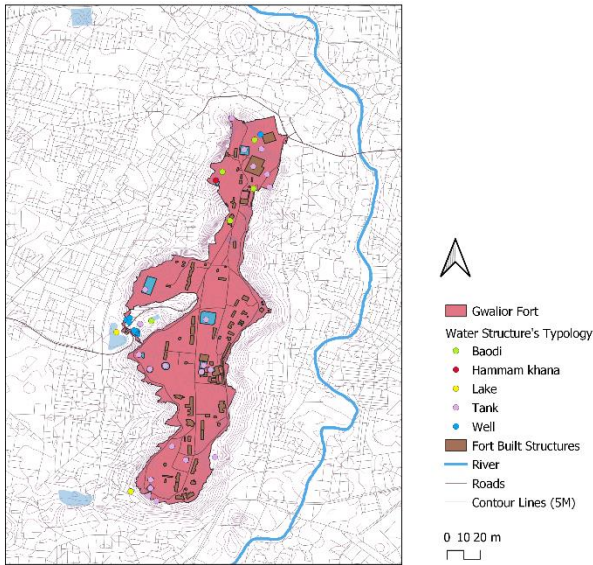 Gwalior Fort
Water Structure's Typology
Baodi
Hammam khana
Lake
Tank
Well
Fort Built Structures
River
Roads
Contour Lines (5M)
0 10 20 m